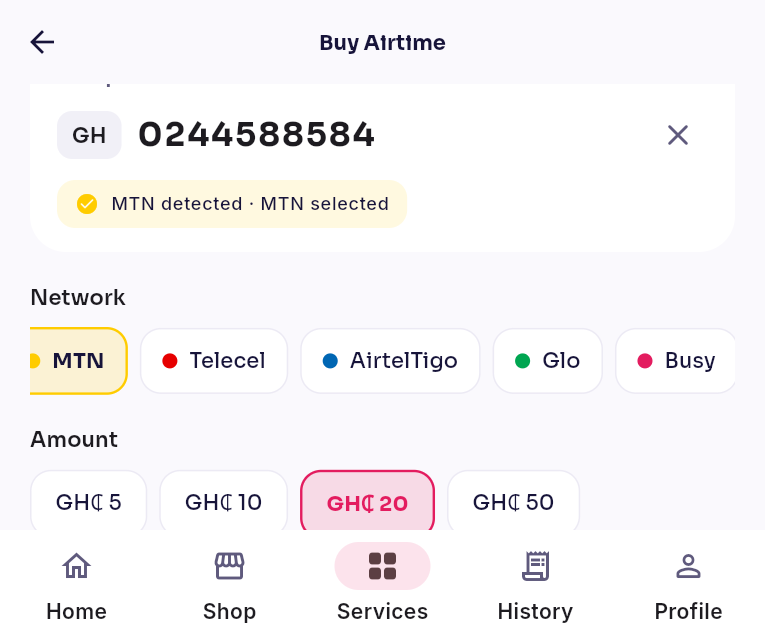 Buy Airtime
GH 0244588584
MTN detected · MTN selected
Network
MTN Telecel AirtelTigo Glo Busy
Amount
GH₵ 5 GH₵ 10 GH₵ 20 GH₵ 50
Home Shop Services History Profile